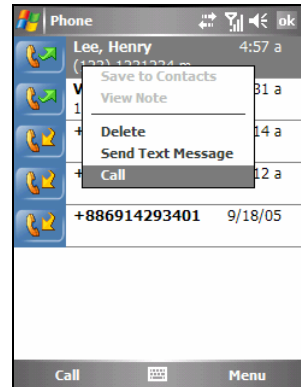 Phone
ok
Lee, Henry 4:57 a
Save to Contacts
View Note
31 a
Delete
14 a
Send Text Message
Call
12 a
+886914293401 9/18/05
Call
Menu